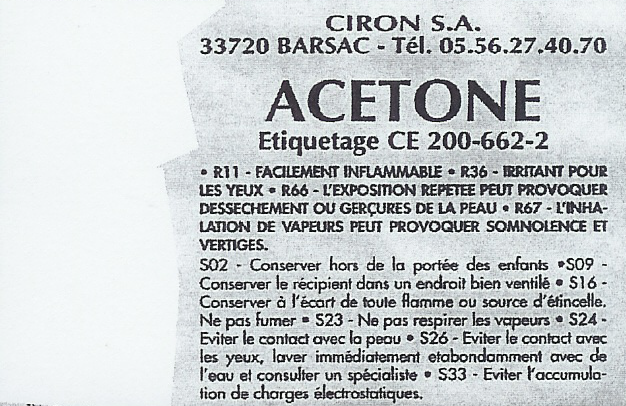 CIRON S.A.
33720 BARSAC - Tél. 05.56.27.40.70
ACETONE
Etiquetage CE 200-662-2
• R11 - FACILEMENT INFLAMMABLE • R36 - IRRITANT POUR
LES YEUX • R66 - L'EXPOSITION REPETEE PEUT PROVOQUER
DESSECHEMENT OU GERÇURES DE LA PEAU • R67 - L'INHA-
LATION DE VAPEURS PEUT PROVOQUER SOMNOLENCE ET
VERTIGES.
S02 - Conserver hors de la portée des enfants •S09 -
Conserver le récipient dans un endroit bien ventilé • S16 -
Conserver à l'écart de toute flamme ou source d'étincelle.
Ne pas fumer • S23 - Ne pas respirer les vapeurs • S24 -
Eviter le contact avec la peau • S26 - Eviter le contact avec
les yeux, laver immédiatement etabondamment avec de
l'eau et consulter un spécialiste • S33 - Eviter l'accumula-
tion de charges électrostatiques.